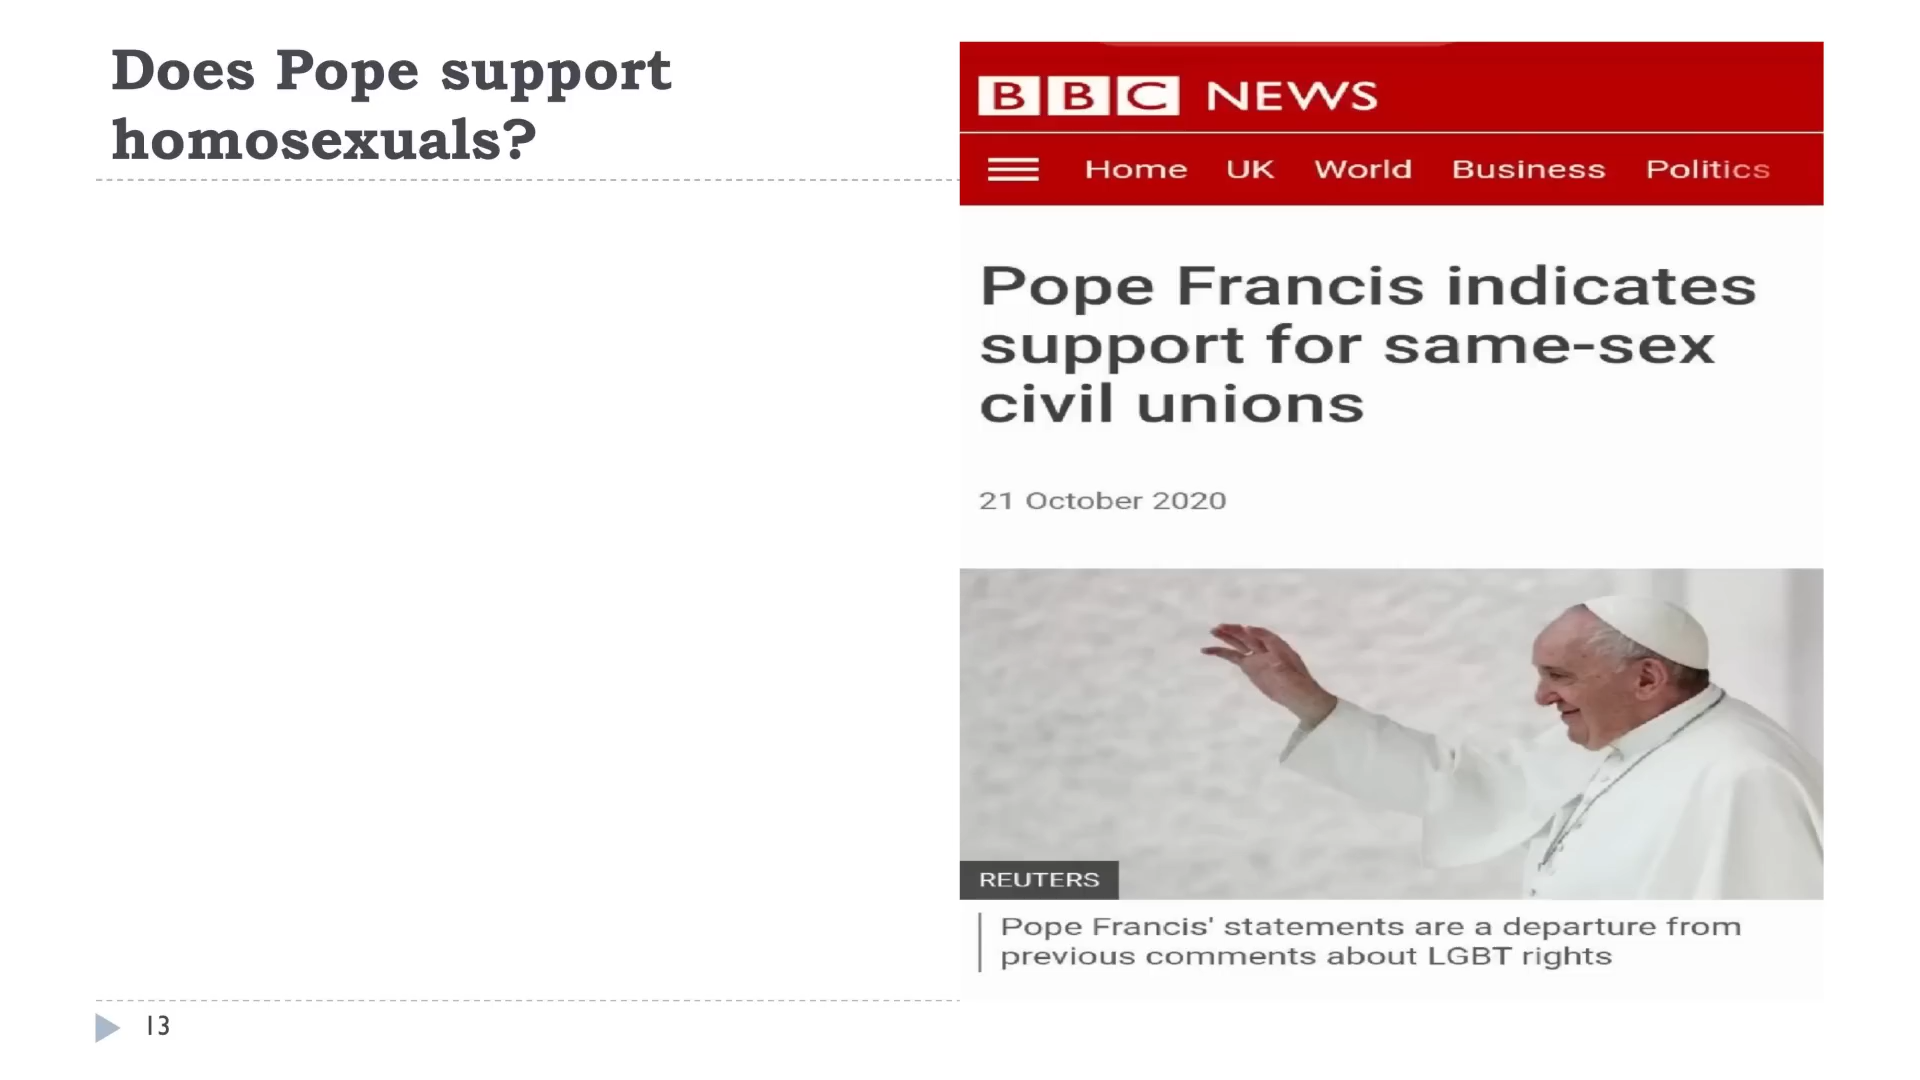 Does Pope support
homosexuals?
BBC NEWS
Home UK World Business Politics
Pope Francis indicates
support for same-sex
civil unions
21 October 2020
REUTERS
Pope Francis' statements are a departure from
previous comments about LGBT rights
13